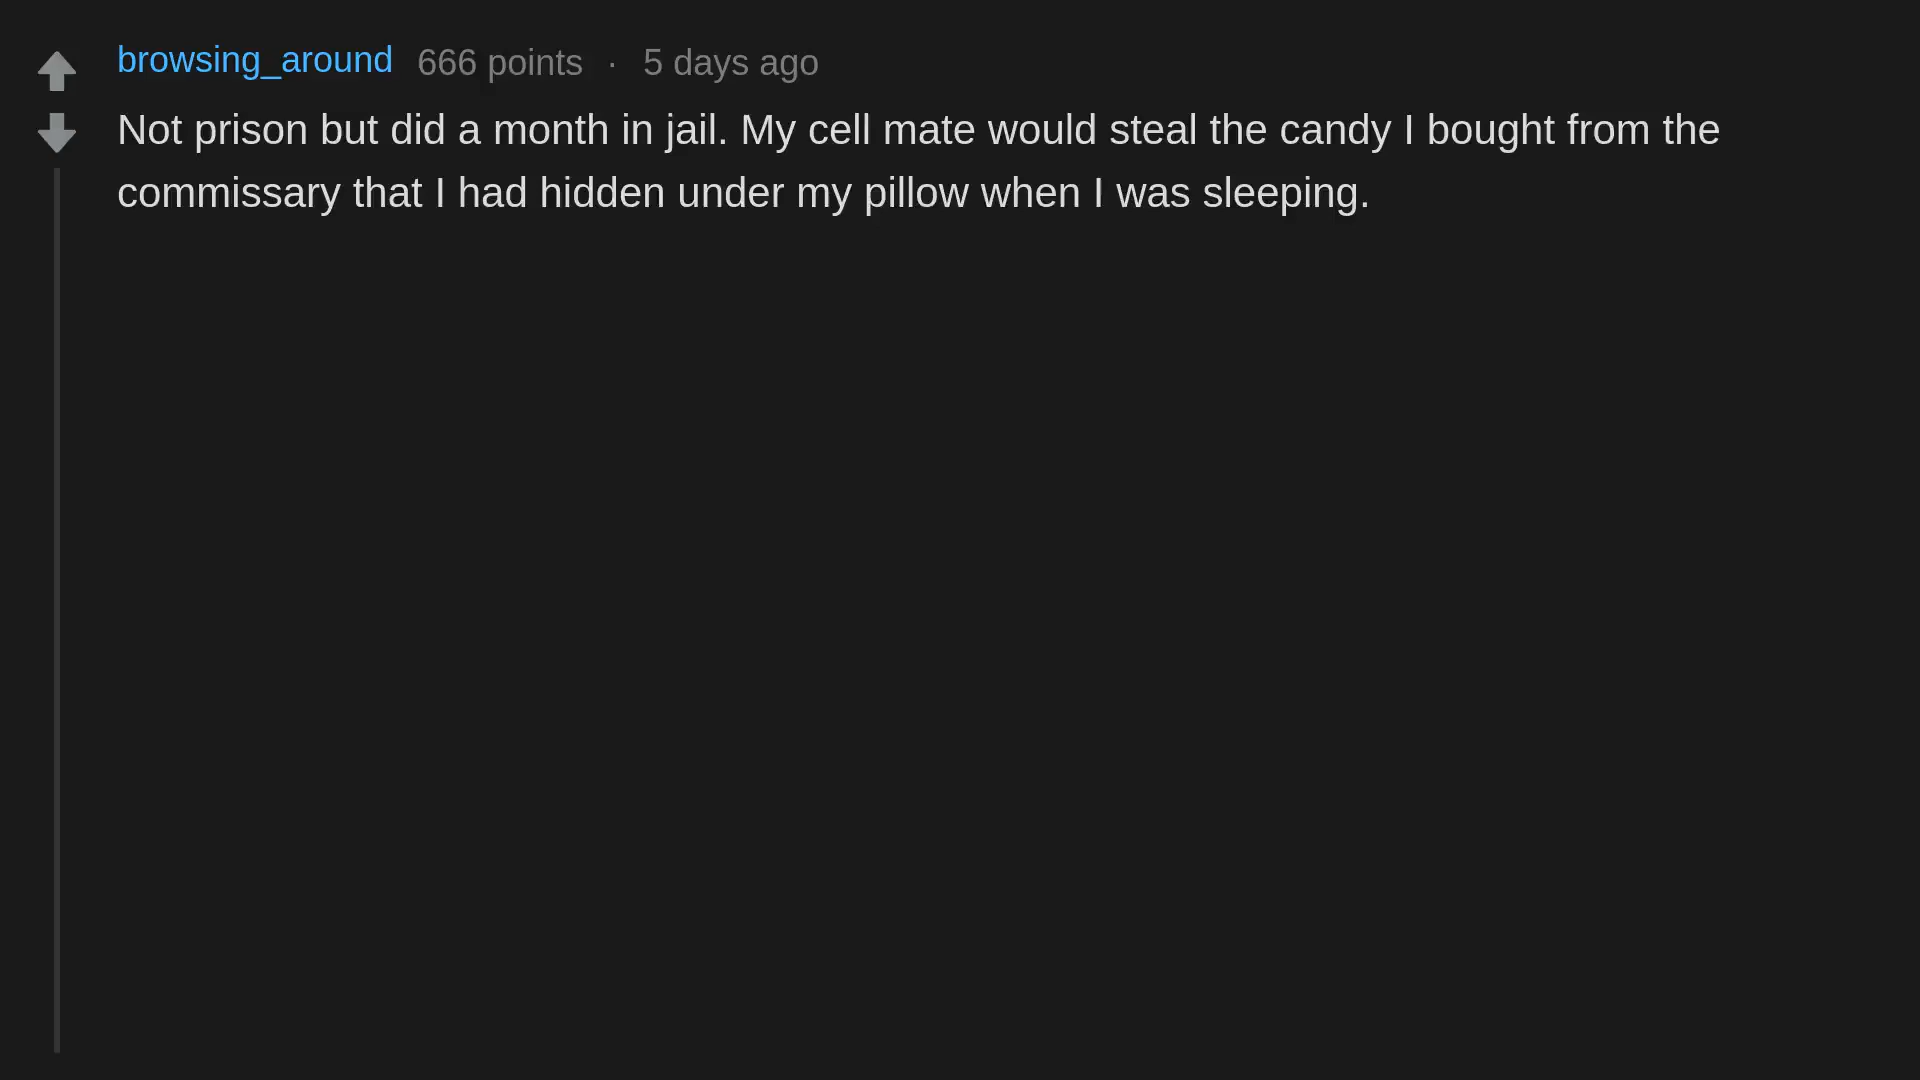 browsing_around 666 points · 5 days ago
Not prison but did a month in jail. My cell mate would steal the candy I bought from the
commissary that I had hidden under my pillow when I was sleeping.